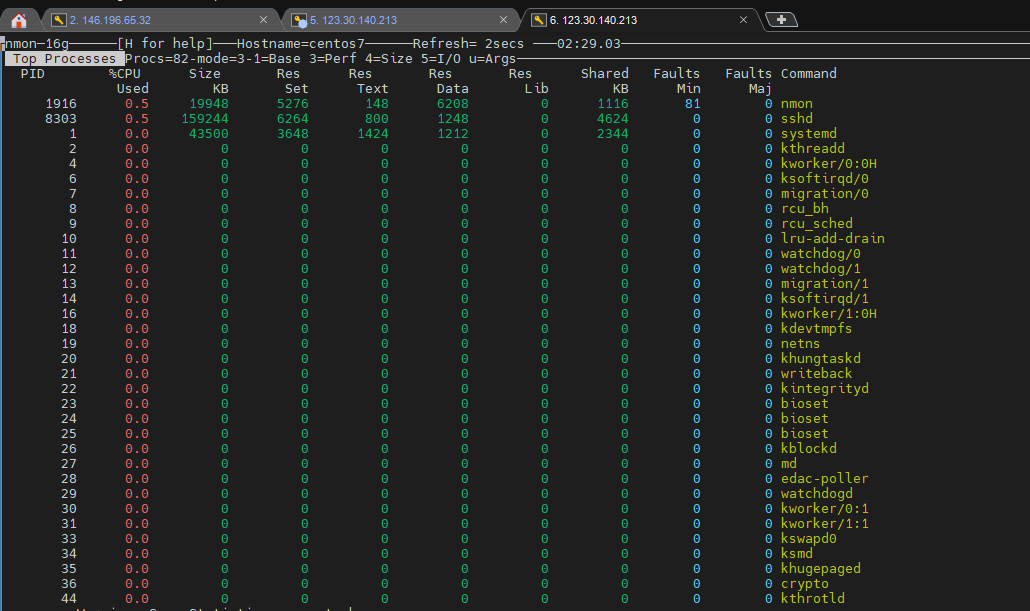 2. 146.196.65.32 5. 123.30.140.213 6. 123.30.140.213
nmon─16g [H for help] Hostname=centos7 Refresh= 2secs 02:29.03
Top Processes Procs=82-mode=3-1=Base 3=Perf 4=Size 5=I/O u=Args
PID %CPU Size Res Res Res Res Shared Faults Faults Command
Used KB Set Text Data Lib KB Min Maj
1916 0.5 19948 5276 148 6208 0 1116 81 0 nmon
8303 0.5 159244 6264 800 1248 0 4624 0 0 sshd
1 0.0 43500 3648 1424 1212 0 2344 0 0 systemd
2 0.0 0 0 0 0 0 0 0 0 kthreadd
4 0.0 0 0 0 0 0 0 0 0 kworker/0:0H
6 0.0 0 0 0 0 0 0 0 0 ksoftirqd/0
7 0.0 0 0 0 0 0 0 0 0 migration/0
8 0.0 0 0 0 0 0 0 0 0 rcu_bh
9 0.0 0 0 0 0 0 0 0 0 rcu_sched
10 0.0 0 0 0 0 0 0 0 0 lru-add-drain
11 0.0 0 0 0 0 0 0 0 0 watchdog/0
12 0.0 0 0 0 0 0 0 0 0 watchdog/1
13 0.0 0 0 0 0 0 0 0 0 migration/1
14 0.0 0 0 0 0 0 0 0 0 ksoftirqd/1
16 0.0 0 0 0 0 0 0 0 0 kworker/1:0H
18 0.0 0 0 0 0 0 0 0 0 kdevtmpfs
19 0.0 0 0 0 0 0 0 0 0 netns
20 0.0 0 0 0 0 0 0 0 0 khungtaskd
21 0.0 0 0 0 0 0 0 0 0 writeback
22 0.0 0 0 0 0 0 0 0 0 kintegrityd
23 0.0 0 0 0 0 0 0 0 0 bioset
24 0.0 0 0 0 0 0 0 0 0 bioset
25 0.0 0 0 0 0 0 0 0 0 bioset
26 0.0 0 0 0 0 0 0 0 0 kblockd
27 0.0 0 0 0 0 0 0 0 0 md
28 0.0 0 0 0 0 0 0 0 0 edac-poller
29 0.0 0 0 0 0 0 0 0 0 watchdogd
30 0.0 0 0 0 0 0 0 0 0 kworker/0:1
31 0.0 0 0 0 0 0 0 0 0 kworker/1:1
33 0.0 0 0 0 0 0 0 0 0 kswapd0
34 0.0 0 0 0 0 0 0 0 0 ksmd
35 0.0 0 0 0 0 0 0 0 0 khugepaged
36 0.0 0 0 0 0 0 0 0 0 crypto
44 0.0 0 0 0 0 0 0 0 0 kthrotld